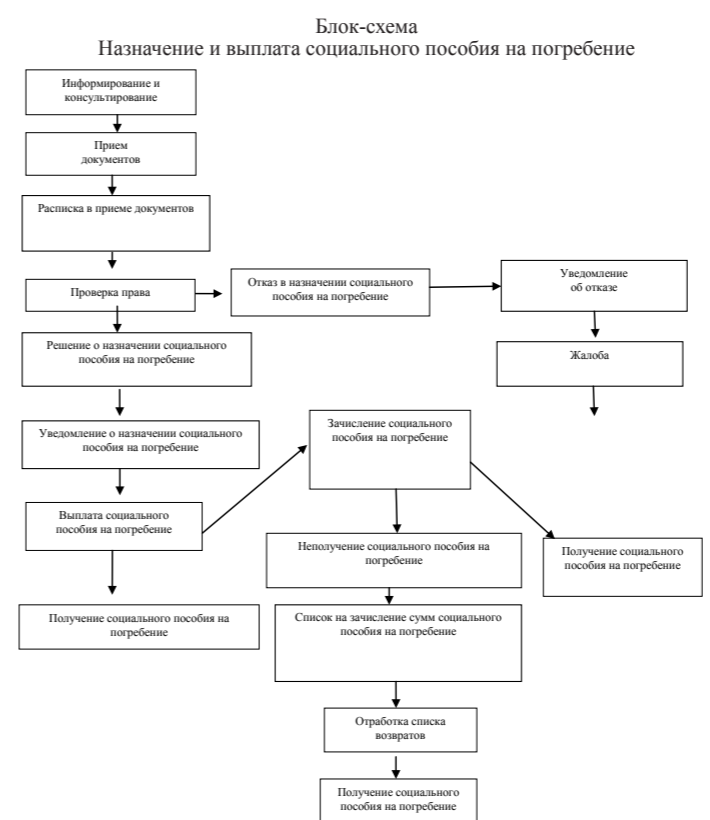 Блок-схема
Назначение и выплата социального пособия на погребение
Информирование и
консультирование
Прием
документов
Расписка в приеме документов
Проверка права
Отказ в назначении социального
пособия на погребение
Уведомление
об отказе
Жалоба
Решение о назначении социального
пособия на погребение
Уведомление о назначении социального
пособия на погребение
Выплата социального
пособия на погребение
Получение социального пособия на
погребение
Зачисление социального
пособия на погребение
Неполучение социального пособия на
погребение
Получение социального
пособия на погребение
Список на зачисление сумм социального
пособия на погребение
Отработка списка
возвратов
Получение социального
пособия на погребение